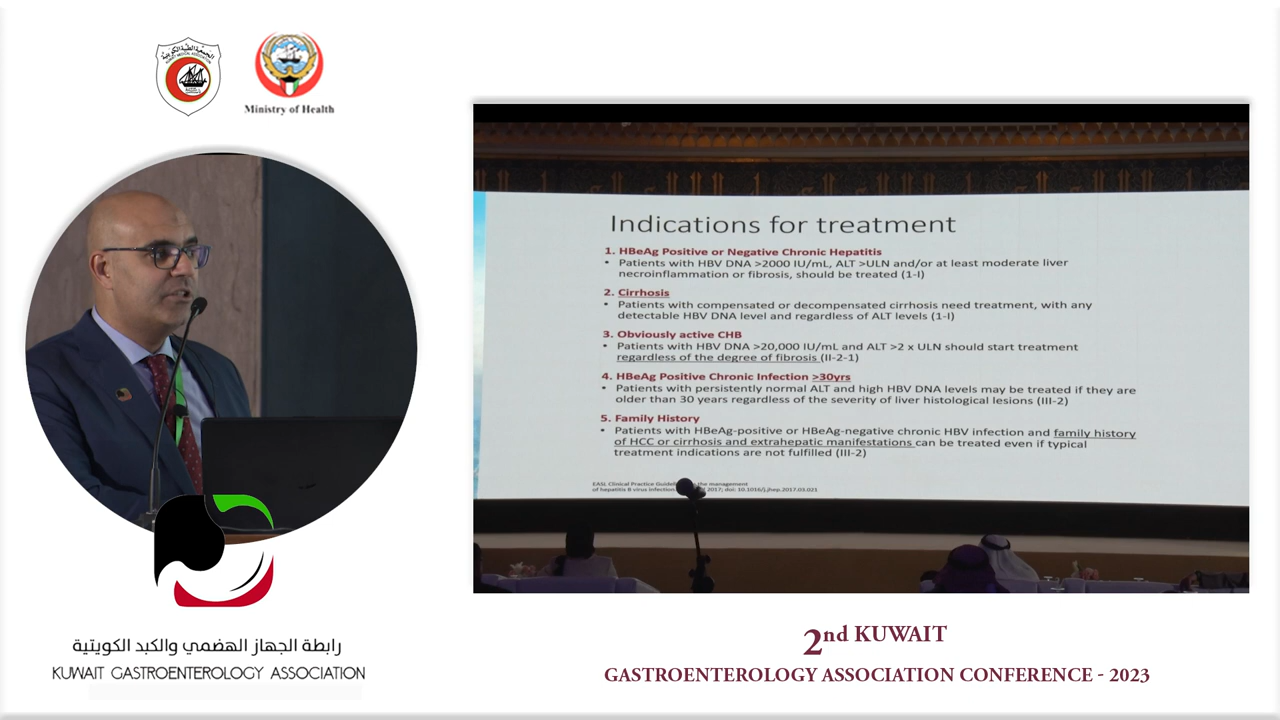 Ministry of Health
Indications for treatment
1. HBeAg Positive or Negative Chronic Hepatitis
• Patients with HBV DNA >2000 IU/mL, ALT >ULN and/or at least moderate liver
necroinflammation or fibrosis, should be treated (1-I)
2. Cirrhosis
• Patients with compensated or decompensated cirrhosis need treatment, with any
detectable HBV DNA level and regardless of ALT levels (1-I)
3. Obviously active CHB
• Patients with HBV DNA >20,000 IU/mL and ALT >2 x ULN should start treatment
regardless of the degree of fibrosis (II-2-1)
4. HBeAg Positive Chronic Infection >30yrs
• Patients with persistently normal ALT and high HBV DNA levels may be treated if they are
older than 30 years regardless of the severity of liver histological lesions (III-2)
5. Family History
• Patients with HBeAg-positive or HBeAg-negative chronic HBV infection and family history
of HCC or cirrhosis and extrahepatic manifestations can be treated even if typical
treatment indications are not fulfilled (III-2)
EASL Clinical Practice the management
of hepatitis B virus infection. 2017; doi: 10.1016/j.jhep.2017.03.021
رابطة الجهاز الهضمي والكبد الكويتية
KUWAIT GASTROENTEROLOGY ASSOCIATION
2nd KUWAIT
GASTROENTEROLOGY ASSOCIATION CONFERENCE - 2023